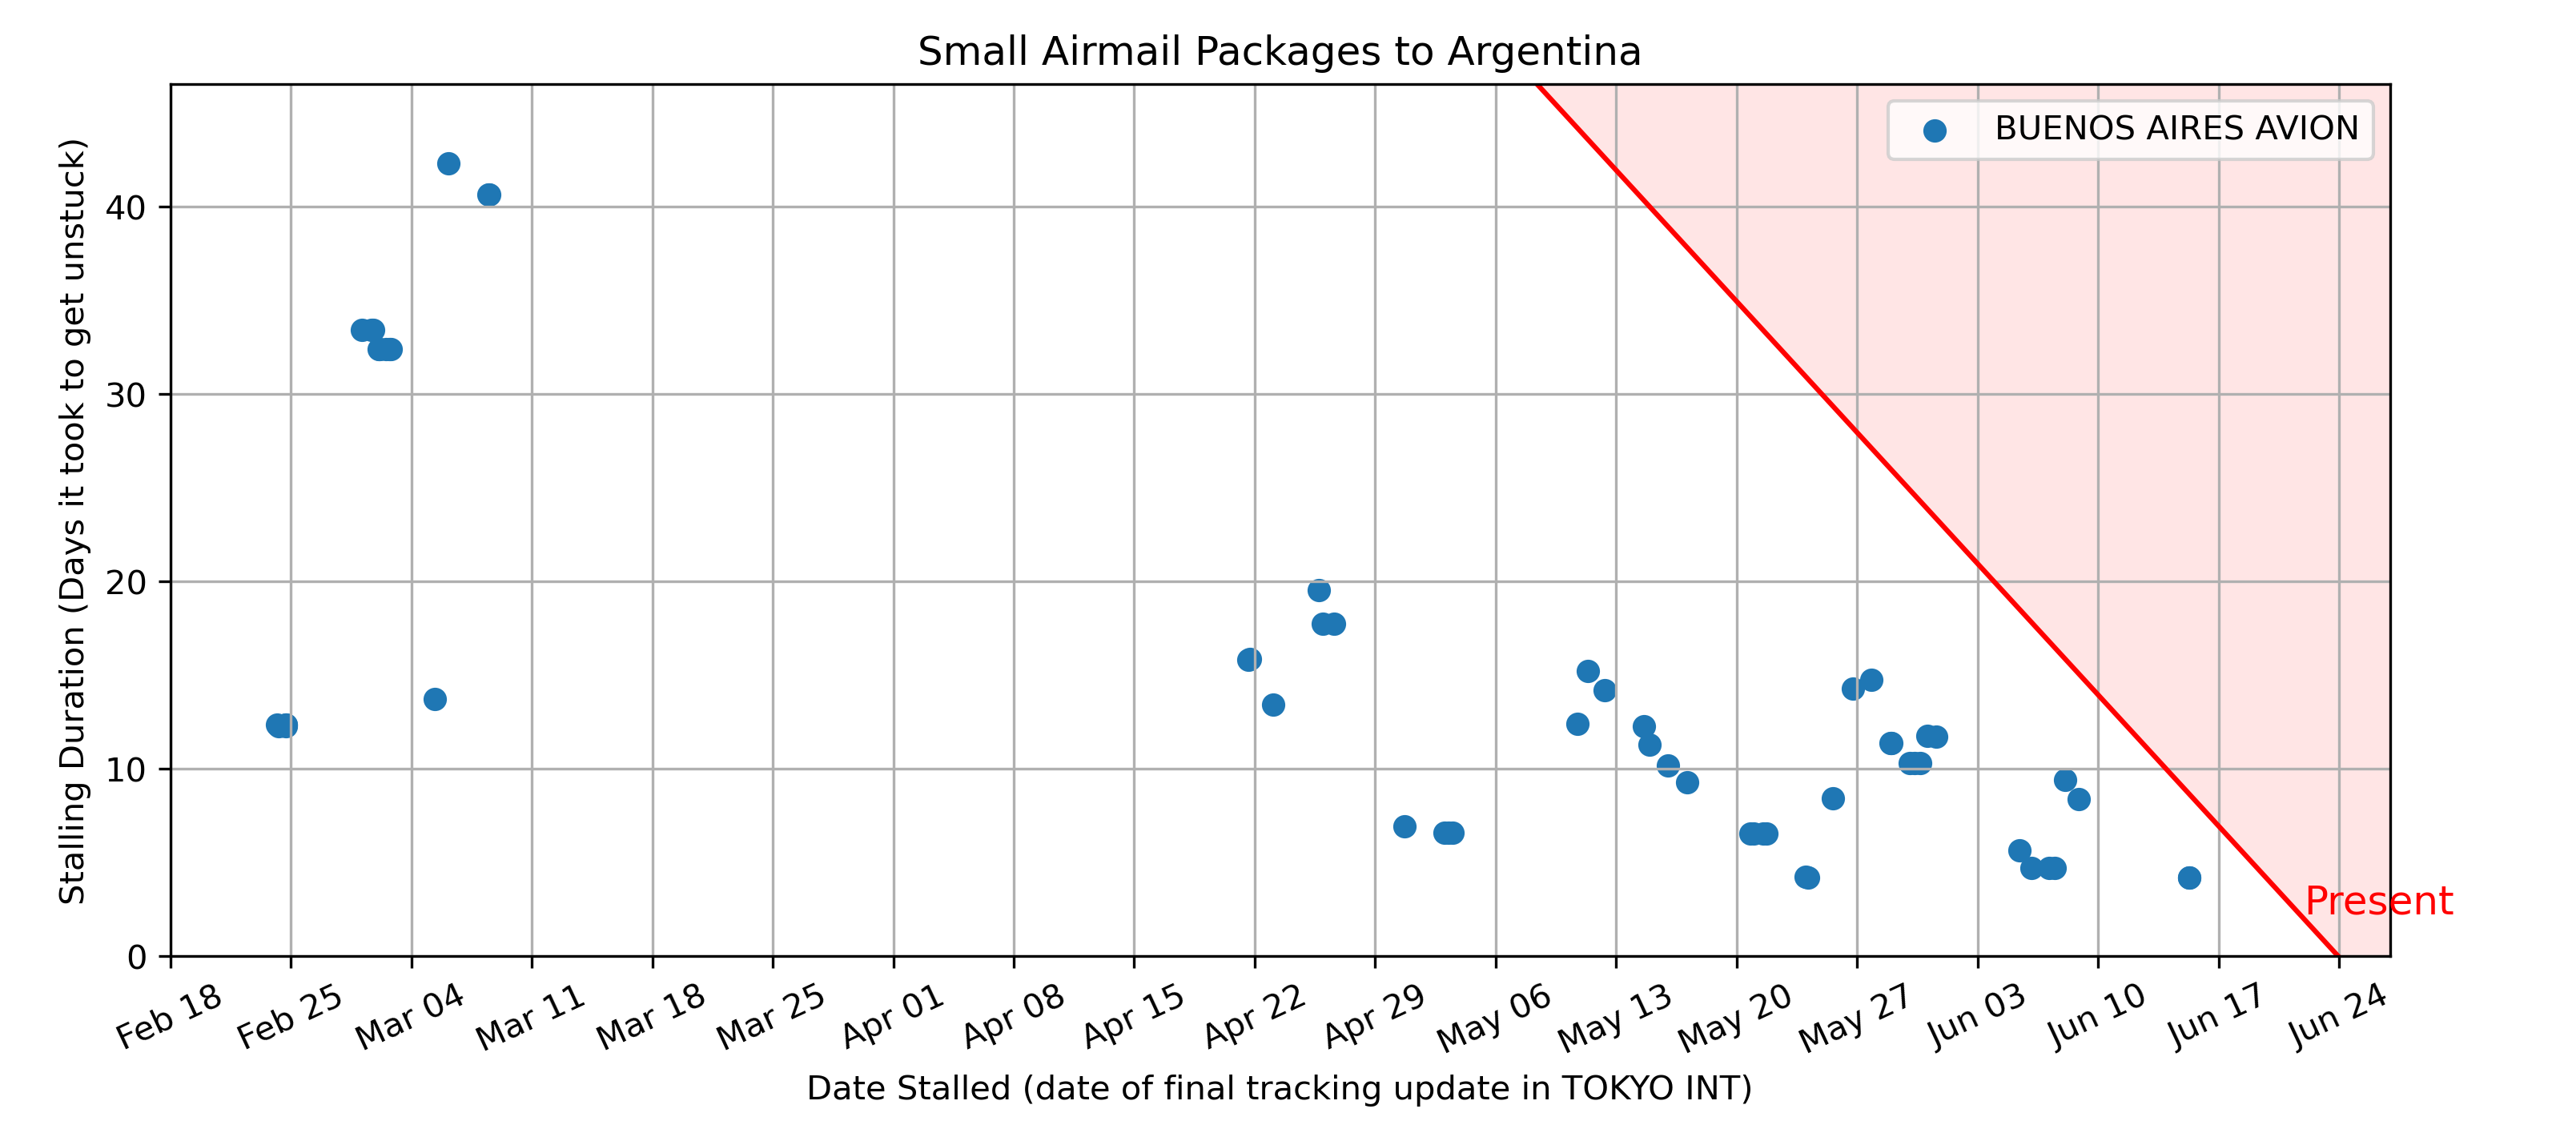 Small Airmail Packages to Argentina
BUENOS AIRES AVION
Stalling Duration (Days it took to get unstuck)
40
30
20
10
0
Present
Feb 18
Feb 25
Mar 04
Mar 11
Mar 18
Mar 25
Apr 01
Apr 08
Apr 15
Apr 22
Apr 29
May 06
May 13
May 20
May 27
Jun 03
Jun 10
Jun 17
Jun 24
Date Stalled (date of final tracking update in TOKYO INT)